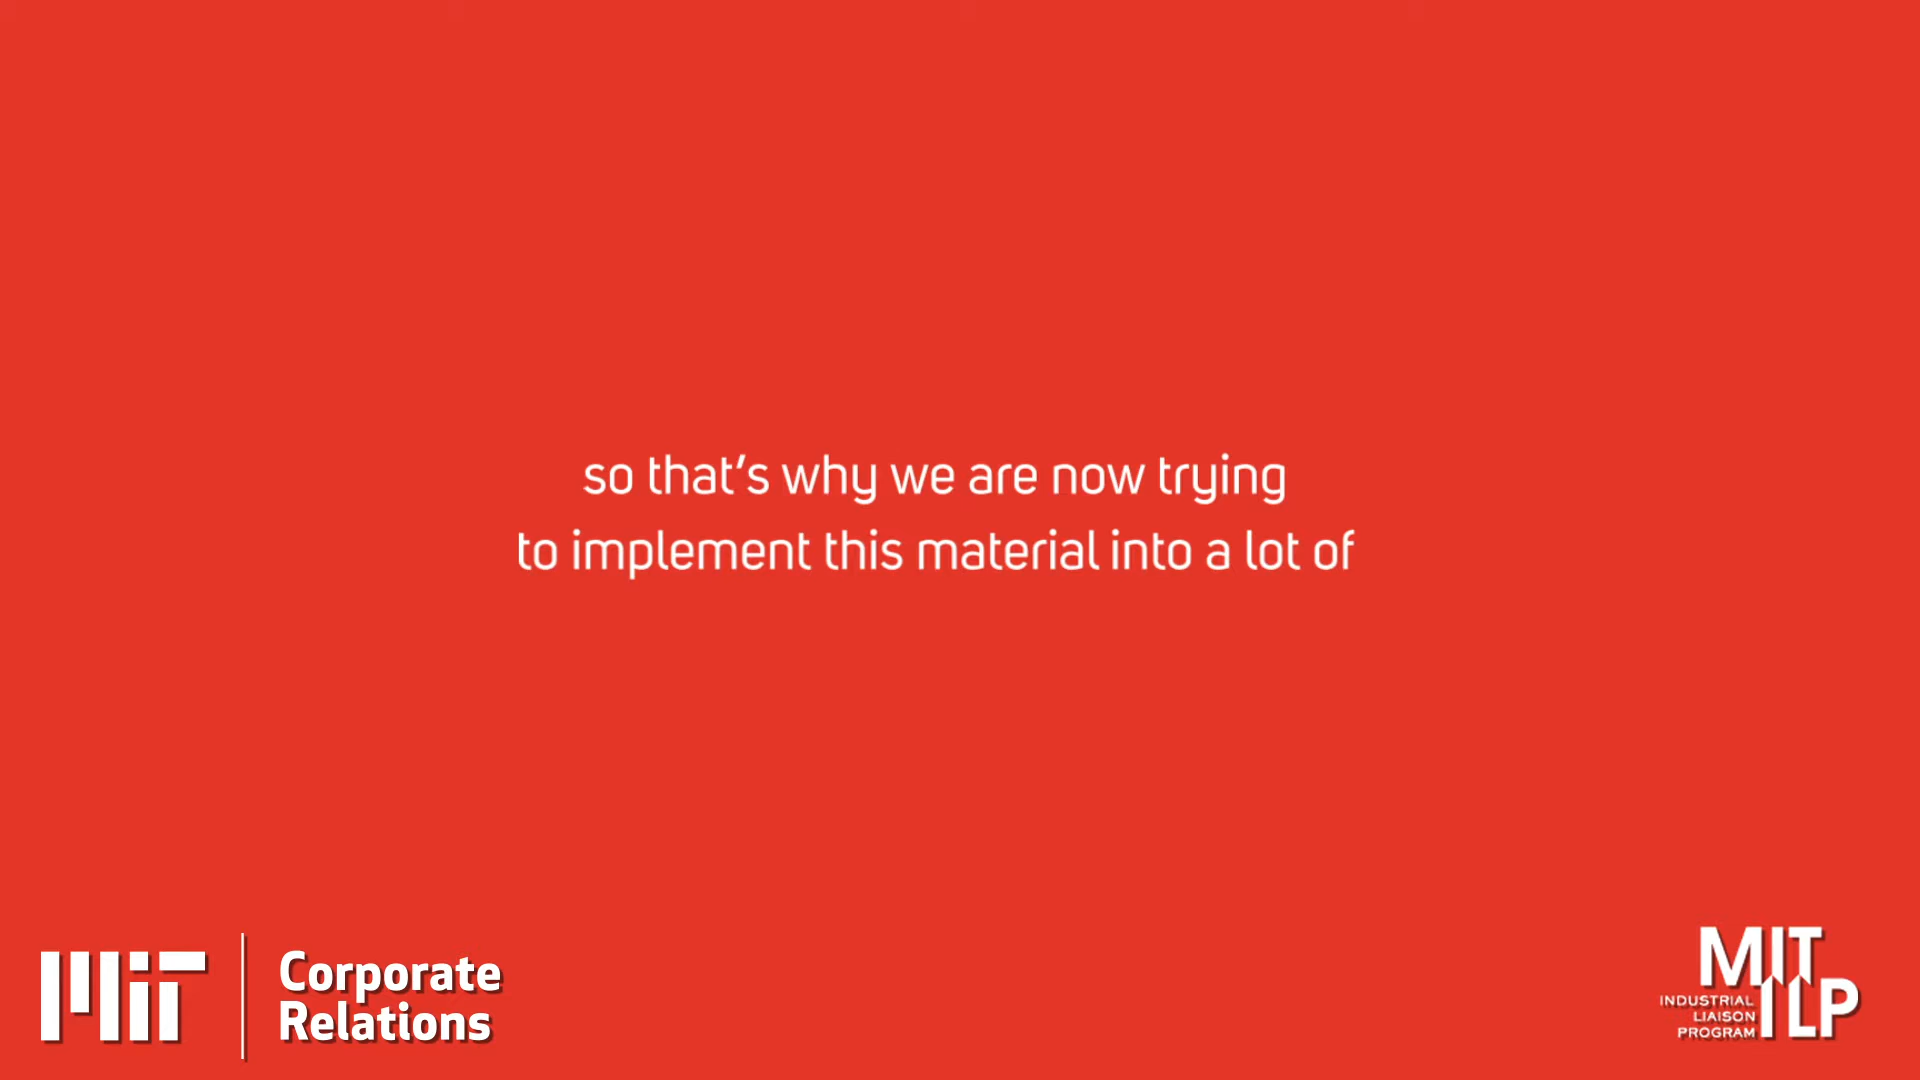 so that's why we are now trying
to implement this material into a lot of
MIT
Corporate
Relations
MIT
ILP
INDUSTRIAL
LIAISON
PROGRAM